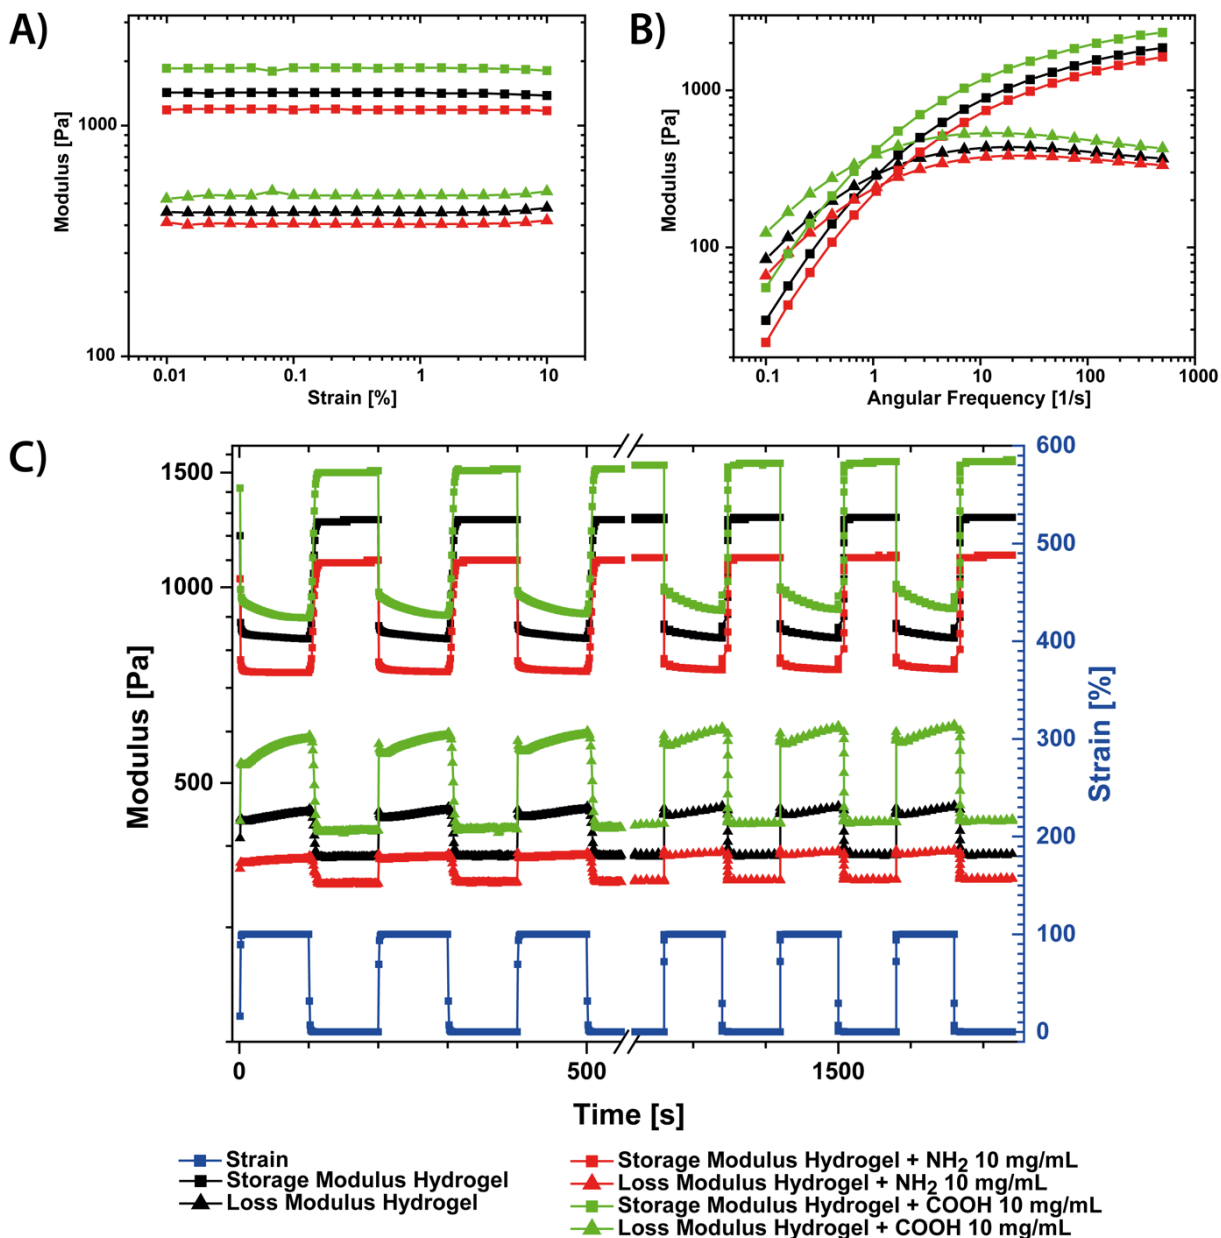 A)
1000
100
Modulus [Pa]
0.01 0.1 1 10
Strain [%]
B)
1000
100
Modulus [Pa]
0.1 1 10 100 1000
Angular Frequency [1/s]
C)
1500
1000
500
Modulus [Pa]
600
500
400
300
200
100
0
Strain [%]
0 500 1500
Time [s]
Strain
Storage Modulus Hydrogel
Loss Modulus Hydrogel
Storage Modulus Hydrogel + NH₂ 10 mg/mL
Loss Modulus Hydrogel + NH₂ 10 mg/mL
Storage Modulus Hydrogel + COOH 10 mg/mL
Loss Modulus Hydrogel + COOH 10 mg/mL